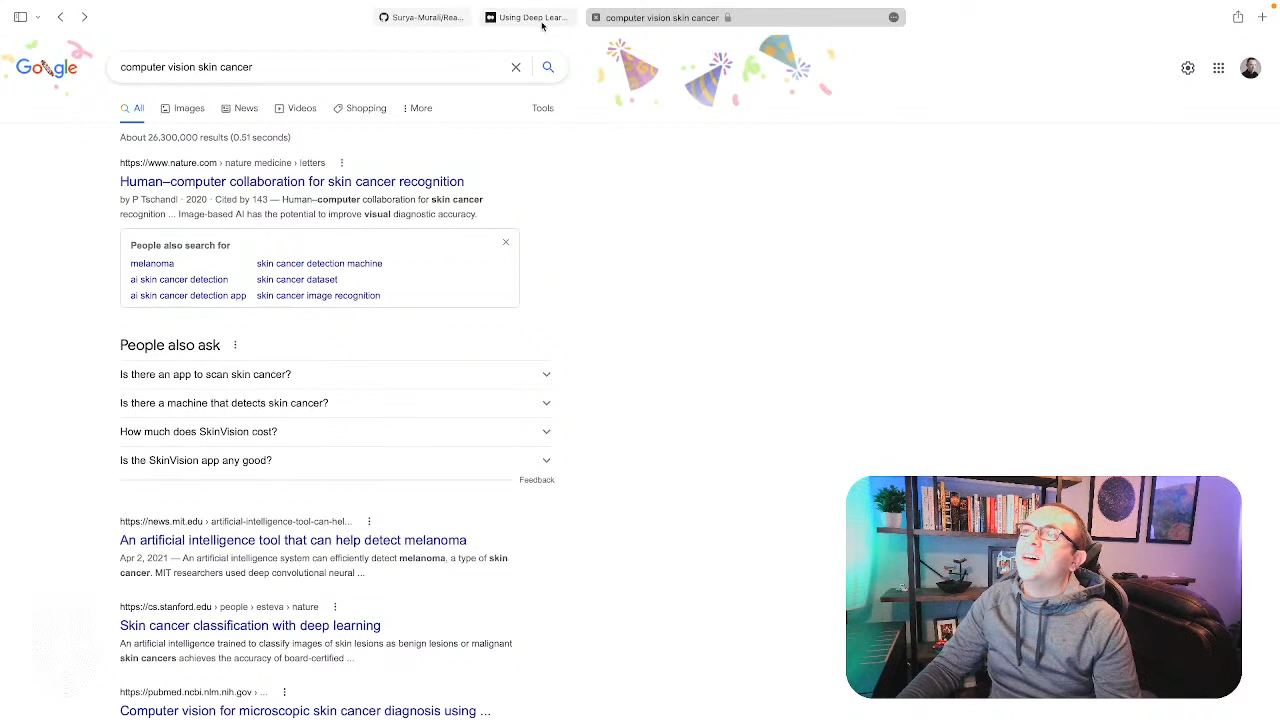 Surya-Murali/Rea...
Using Deep Lear...
computer vision skin cancer
Google
computer vision skin cancer
All
Images
News
Videos
Shopping
More
Tools
About 26,300,000 results (0.51 seconds)
https://www.nature.com › nature medicine › letters
Human–computer collaboration for skin cancer recognition
by P Tschandl · 2020 · Cited by 143 — Human–computer collaboration for skin cancer
recognition ... Image-based AI has the potential to improve visual diagnostic accuracy.
People also search for
melanoma
skin cancer detection machine
ai skin cancer detection
skin cancer dataset
ai skin cancer detection app
skin cancer image recognition
People also ask
Is there an app to scan skin cancer?
Is there a machine that detects skin cancer?
How much does SkinVision cost?
Is the SkinVision app any good?
Feedback
https://news.mit.edu › artificial-intelligence-tool-can-hel...
An artificial intelligence tool that can help detect melanoma
Apr 2, 2021 — An artificial intelligence system can efficiently detect melanoma, a type of skin
cancer. MIT researchers used deep convolutional neural ...
https://cs.stanford.edu › people › esteva › nature
Skin cancer classification with deep learning
An artificial intelligence trained to classify images of skin lesions as benign lesions or malignant
skin cancers achieves the accuracy of board-certified ...
https://pubmed.ncbi.nlm.nih.gov › ...
Computer vision for microscopic skin cancer diagnosis using ...